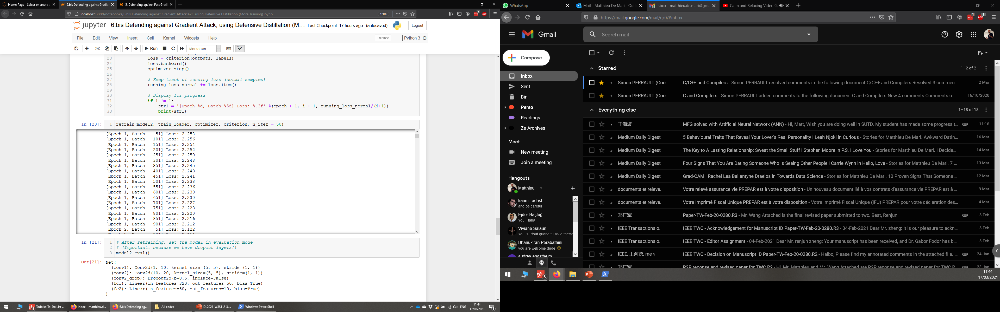 Home Page - Select or create a
6.bis Defending against Gradie
5. Defending against Fast Grad
localhost:8888/notebooks/6.bis Defending against Gradient Attack%2C using Defensive Distillation (More Training).ipynb
120%
jupyter 6.bis Defending against Gradient Attack, using Defensive Distillation (M... Last Checkpoint: 17 hours ago (autosaved)
Logout
File Edit View Insert Cell Kernel Widgets Help
Trusted
Python 3
Run
Markdown
23 loss = criterion(outputs, labels)
24 loss.backward()
25 optimizer.step()
26
27 # Keep track of running loss (normal samples)
28 running_loss_normal += loss.item()
29
30 # Display for progress
31 if i != 1:
32 str1 = '[Epoch %d, Batch %5d] Loss: %.3f' %(epoch + 1, i + 1, running_loss_normal/(i+1))
33 print(str1)
In [20]: 1 retrain(model2, train_loader, optimizer, criterion, n_iter = 50)
[Epoch 1, Batch 51] Loss: 2.258
[Epoch 1, Batch 101] Loss: 2.256
[Epoch 1, Batch 151] Loss: 2.254
[Epoch 1, Batch 201] Loss: 2.252
[Epoch 1, Batch 251] Loss: 2.250
[Epoch 1, Batch 301] Loss: 2.248
[Epoch 1, Batch 351] Loss: 2.245
[Epoch 1, Batch 401] Loss: 2.243
[Epoch 1, Batch 451] Loss: 2.241
[Epoch 1, Batch 501] Loss: 2.238
[Epoch 1, Batch 551] Loss: 2.236
[Epoch 1, Batch 601] Loss: 2.233
[Epoch 1, Batch 651] Loss: 2.230
[Epoch 1, Batch 701] Loss: 2.227
[Epoch 1, Batch 751] Loss: 2.223
[Epoch 1, Batch 801] Loss: 2.220
[Epoch 1, Batch 851] Loss: 2.216
[Epoch 1, Batch 901] Loss: 2.212
[Epoch 2, Batch 51] Loss: 2.122
In [21]: 1 # After retraining, set the model in evaluation mode
2 # (Important, because we have dropout layers!)
3 model2.eval()
Out[21]: Net(
(conv1): Conv2d(1, 10, kernel_size=(5, 5), stride=(1, 1))
(conv2): Conv2d(10, 20, kernel_size=(5, 5), stride=(1, 1))
(conv2_drop): Dropout2d(p=0.5, inplace=False)
(fc1): Linear(in_features=320, out_features=50, bias=True)
(fc2): Linear(in_features=50, out_features=10, bias=True)
)
8 Todoist: To-Do List ...
Inbox - matthieu.d...
6.bis Defending ag...
All codes
DL2021_W8S1-2-3....
Windows PowerShell
ENG
11:44
17/03/2021
3
WhatsApp
Mail - Matthieu De Mari - Outl
Inbox - matthieu.de.mari@gma
Calm and Relaxing Video G
https://mail.google.com/mail/u/0/#inbox
Gmail
Search mail
Compose
Inbox
Sent
Bin
Perso
Readings
Ze Archives
Meet
New meeting
Join a meeting
Hangouts
Matthieu
karim Tadrist
and be careful
Ejder Baştuğ
You: Haha
Viviane Salaün
You: surtout quand tu as le theme
Bhanukiran Perabathini
you are welcome dude
audrey angsthelm
Starred
1–2 of 2
Simon PERRAULT (Goo. C/C++ and Compilers - Simon PERRAULT resolved comments in the following document C/C++ and Compilers Resolved 3 commen... 2 Mar
Simon PERRAULT (Goo. C and Compilers - Simon PERRAULT added comments to the following document C and Compilers New 4 comments Comments o... 16/10/2020
Everything else
1–18 of 18
王海波 MFG solved with Artificial Neural Network (ANN) - Hi, Matt, Wish you are doing well in SUTD. My student has made some progress t... 11:18
Medium Daily Digest 5 Behavioural Traits That Reveal Your Lover's Real Personality | Leah Njoki in Curious - Stories for Matthieu De Mari. Awkward Datin... 16 Mar
Medium Daily Digest The Key to A Lasting Relationship: Sweat the Small Stuff | Stephen Moore in P.S. I Love You - Stories for Matthieu De Mari. I Decide... 14 Mar
Medium Daily Digest Four Signs That You Are Dating Someone Who is Seeing Other People | Carrie Wynn in Hello, Love - Stories for Matthieu De Mari. 7 ... 13 Mar
Medium Daily Digest Grad-CAM | Rachel Lea Ballantyne Draelos in Towards Data Science - Stories for Matthieu De Mari. 10 Proven Signs That Someone ... 12 Mar
documents et releve. Votre relevé assurance vie PREPAR est à votre disposition - Un nouveau document lié à vos contrats d'assurance vie PREPAR est à ... 9 Mar
documents et releve. Votre Imprimé Fiscal Unique PREPAR est à votre disposition - Votre Imprimé Fiscal Unique (IFU) PREPAR pour votre déclaration des... 4 Mar
郑仁军 Paper-TW-Feb-20-0280.R3 - Mr. Wang Attached is the final revised paper submitted to twc. Best, Renjun 5 Feb
IEEE Transactions o. IEEE TWC - Acknowledgement for Manuscript ID Paper-TW-Feb-20-0280.R3 - 04-Feb-2021 Dear Mr. zheng: It is our pleasure to ackn... 5 Feb
IEEE Transactions o. IEEE TWC - Editor Assignment - 04-Feb-2021 Dear Mr. renjun zheng: Your manuscript has been received, and Dr. Gabor Fodor has b... 5 Feb
IEEE, 王海波, me 9 IEEE TWC - Decision on Manuscript ID Paper-TW-Feb-20-0280.R2 - Haibo, Please find my annotated comments in the attached file. ... 24 Jan
郑仁军 P2P reponse and revised paper for TWC R2 - Hi, Mr. Matthieu and Mr. Wang Attached are P2P reponse and revised paper for TWC R... 23 Jan
8
11:44
17/03/2021